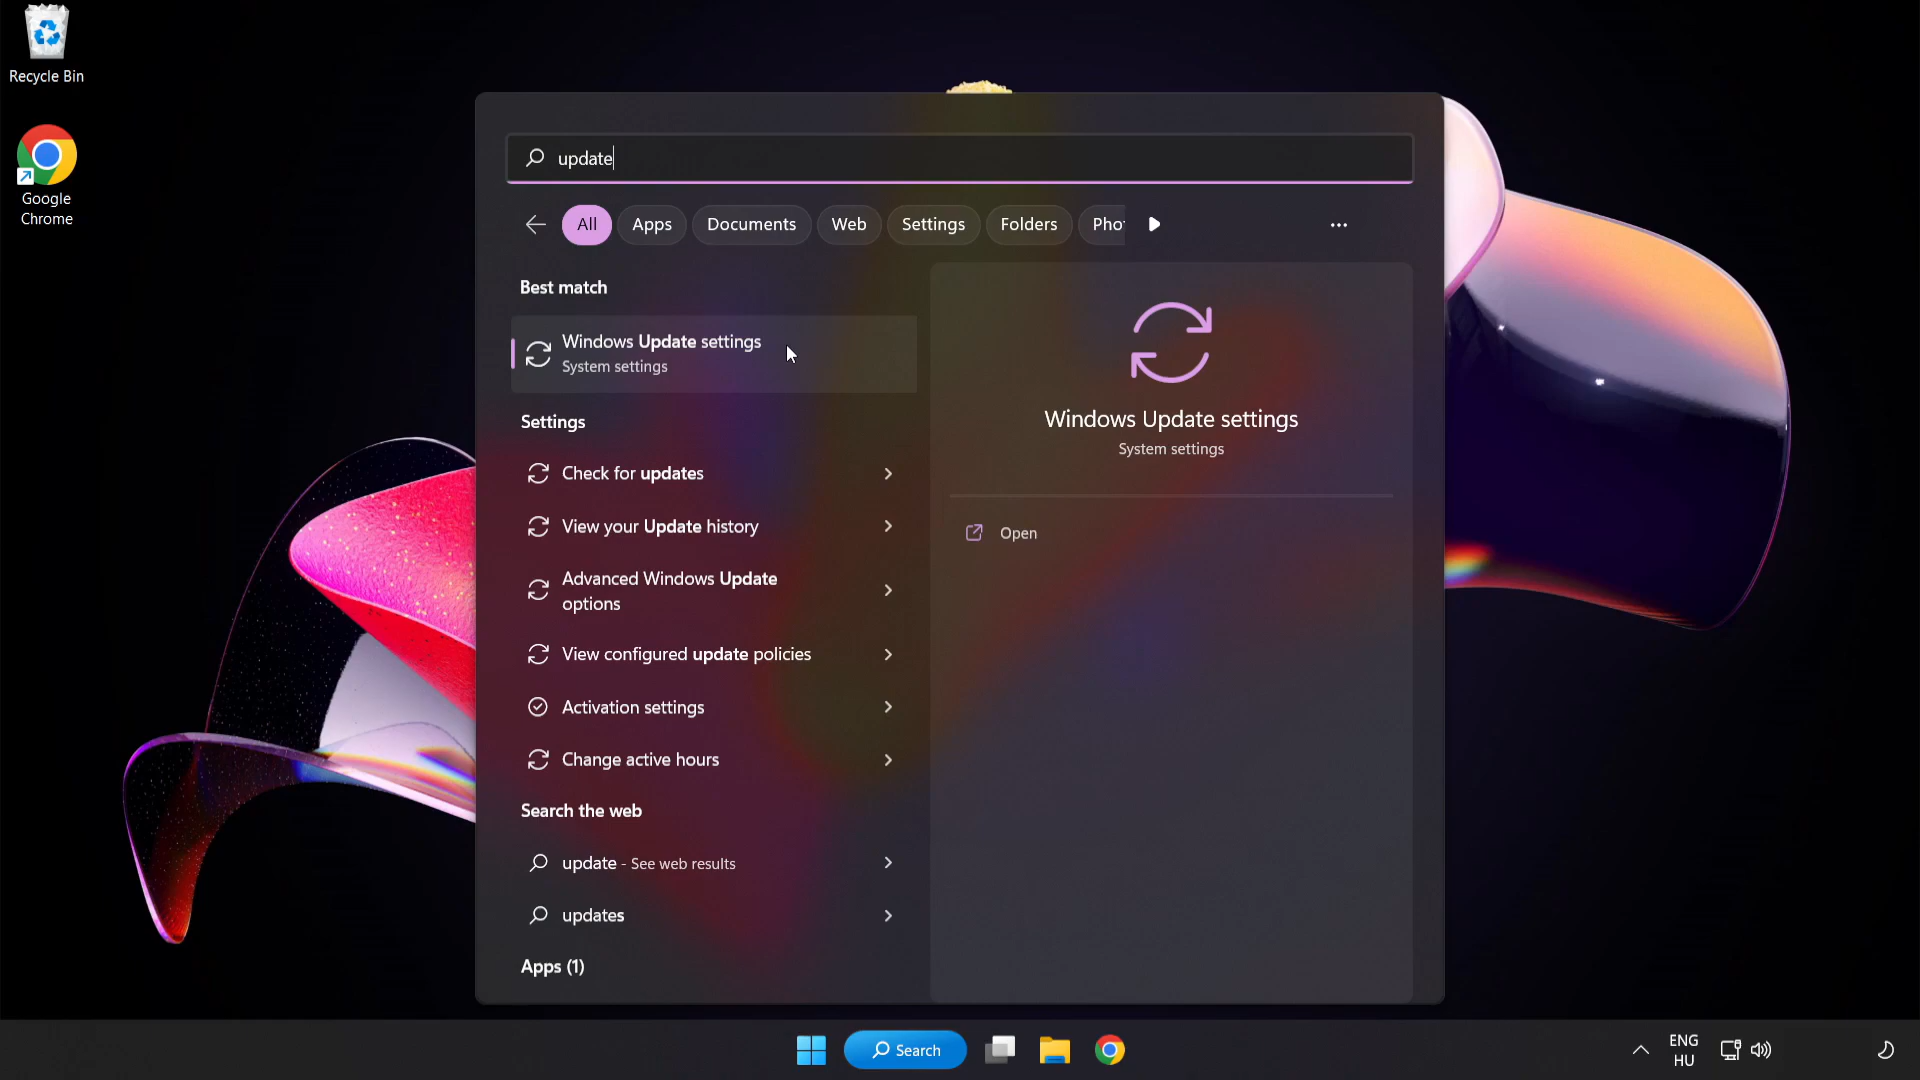 Recycle Bin
Google
Chrome
update
All
Apps
Documents
Web
Settings
Folders
Best match
Windows Update settings
System settings
Settings
Check for updates
View your Update history
Advanced Windows Update
options
View configured update policies
Activation settings
Change active hours
Search the web
update - See web results
updates
Apps (1)
Windows Update settings
System settings
Open
Search
ENG
HU